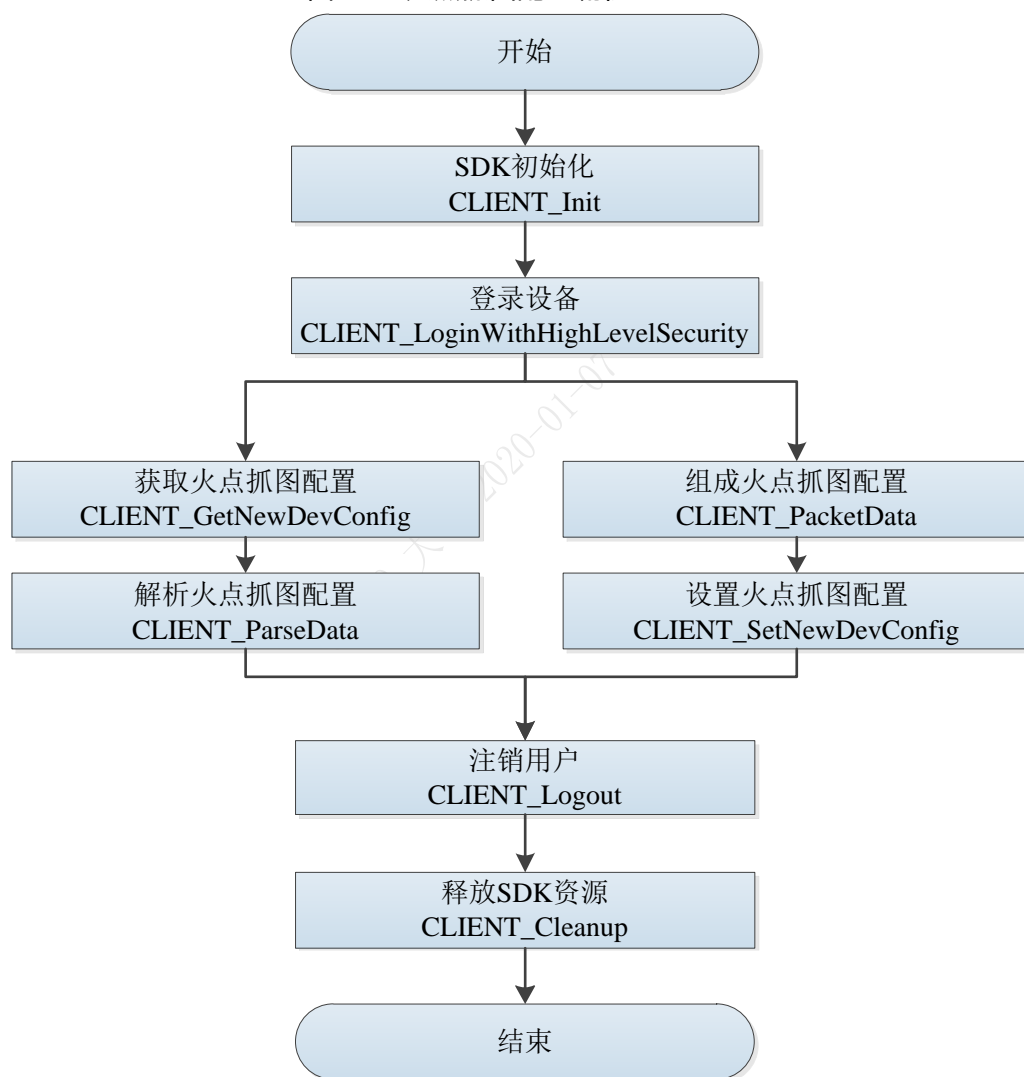 开始
SDK初始化
CLIENT_Init
登录设备
CLIENT_LoginWithHighLevelSecurity
获取火点抓图配置
CLIENT_GetNewDevConfig
组成火点抓图配置
CLIENT_PacketData
解析火点抓图配置
CLIENT_ParseData
设置火点抓图配置
CLIENT_SetNewDevConfig
2020-01-07
注销用户
CLIENT_Logout
释放SDK资源
CLIENT_Cleanup
结束